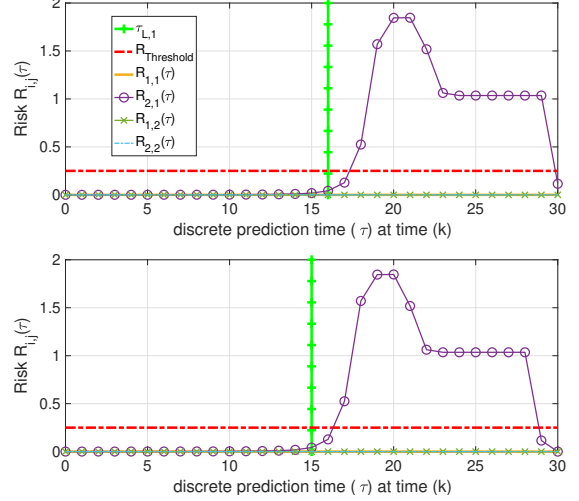 2
1.5
1
0.5
0
Risk R_{i,j}(τ)
τ_{L,1}
R_{Threshold}
R_{1,1}(τ)
R_{2,1}(τ)
R_{1,2}(τ)
R_{2,2}(τ)
0 5 10 15 20 25 30
discrete prediction time ( τ) at time (k)
2
1.5
1
0.5
0
Risk R_{i,j}(τ)
0 5 10 15 20 25 30
discrete prediction time ( τ) at time (k)